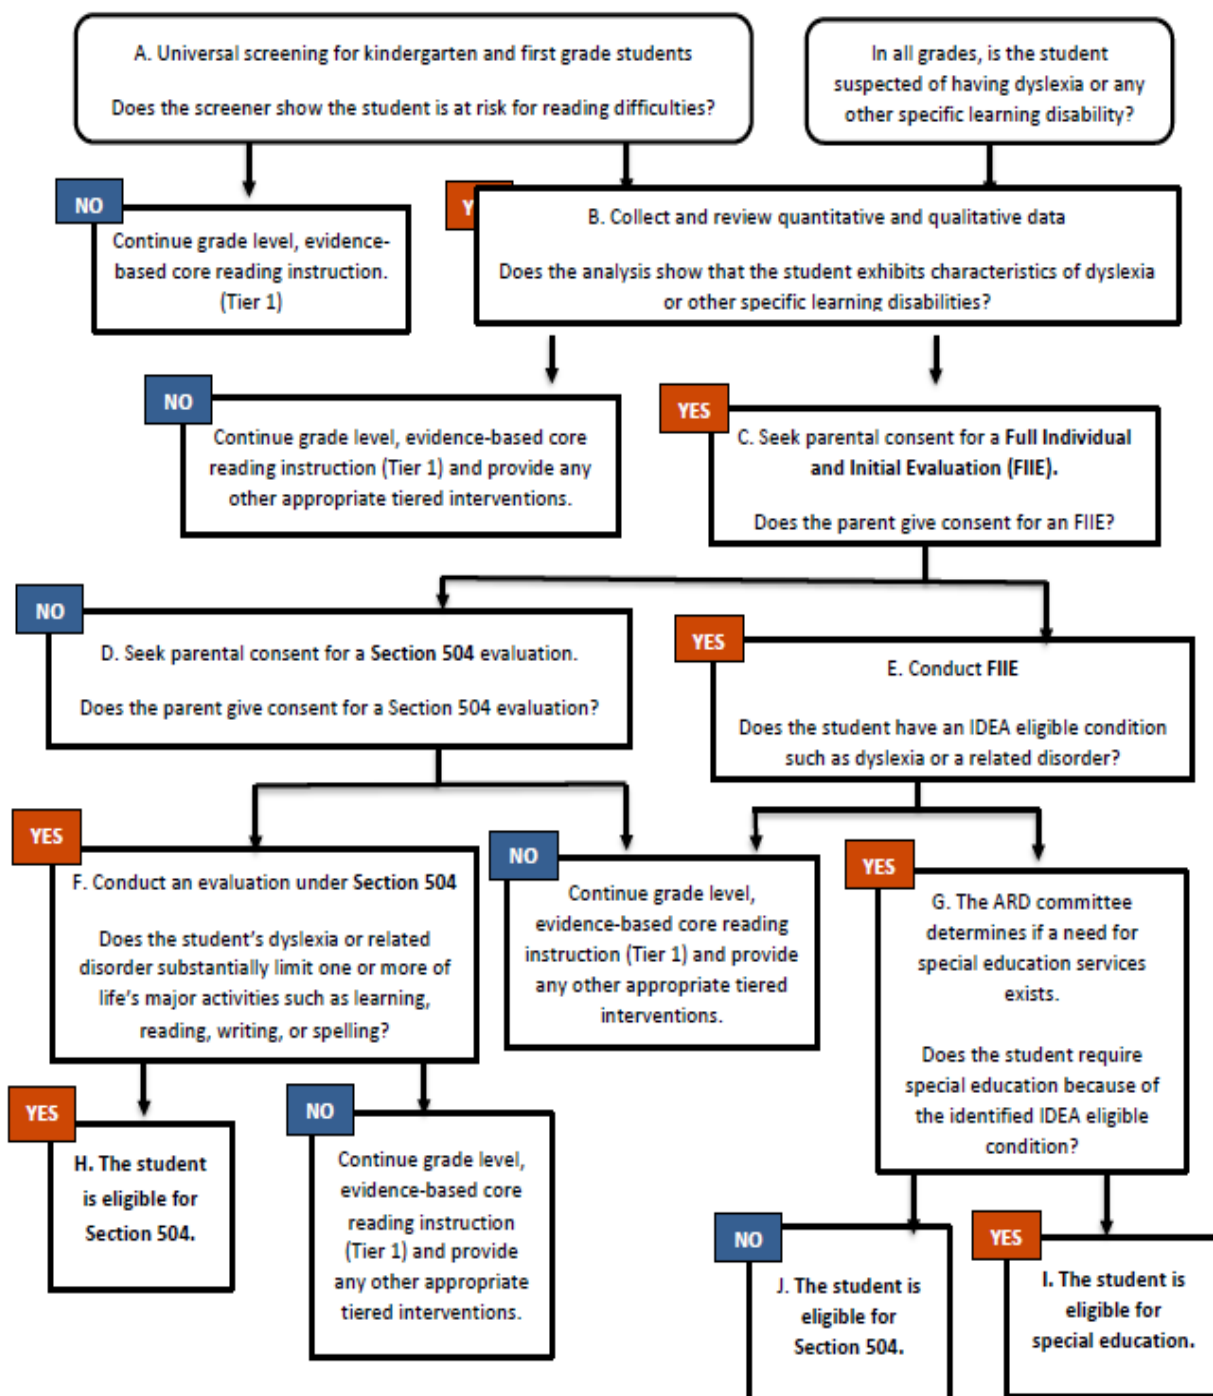 A. Universal screening for kindergarten and first grade students
Does the screener show the student is at risk for reading difficulties?
In all grades, is the student
suspected of having dyslexia or any
other specific learning disability?
NO
Continue grade level, evidence-
based core reading instruction.
(Tier 1)
B. Collect and review quantitative and qualitative data
Does the analysis show that the student exhibits characteristics of dyslexia
or other specific learning disabilities?
NO
Continue grade level, evidence-based core
reading instruction (Tier 1) and provide any
other appropriate tiered interventions.
YES
C. Seek parental consent for a Full Individual
and Initial Evaluation (FIIE).
Does the parent give consent for an FIIE?
NO
D. Seek parental consent for a Section 504 evaluation.
Does the parent give consent for a Section 504 evaluation?
YES
E. Conduct FIIE
Does the student have an IDEA eligible condition
such as dyslexia or a related disorder?
YES
F. Conduct an evaluation under Section 504
Does the student's dyslexia or related
disorder substantially limit one or more of
life's major activities such as learning,
reading, writing, or spelling?
NO
Continue grade level,
evidence-based core reading
instruction (Tier 1) and provide
any other appropriate tiered
interventions.
YES
G. The ARD committee
determines if a need for
special education services
exists.
Does the student require
special education because of
the identified IDEA eligible
condition?
YES
H. The student
is eligible for
Section 504.
NO
Continue grade level,
evidence-based core
reading instruction
(Tier 1) and provide
any other appropriate
tiered interventions.
NO
J. The student is
eligible for
Section 504.
YES
I. The student is
eligible for
special education.